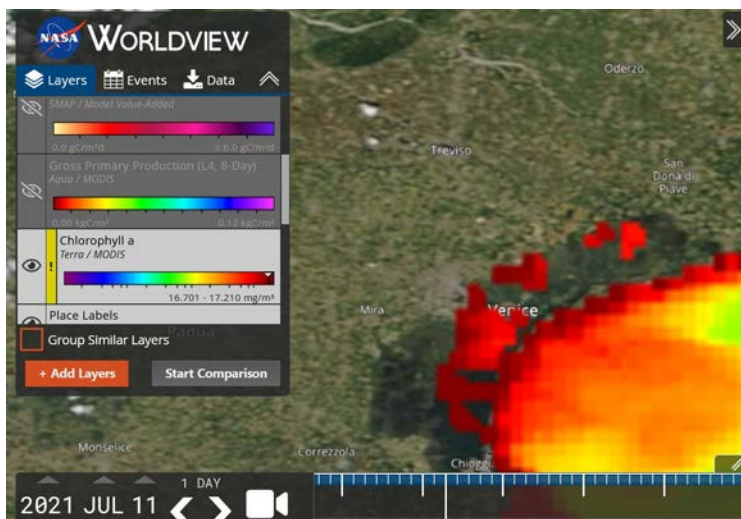 NASA WORLDVIEW
Layers Events Data
SMAP / Model Value-Added
0.0 gC/m²d
Gross Primary Production (L4, 8-Day)
Aqua / MODIS
0.00 kgC/m² 0.12 kgC/m²
Chlorophyll a
!
Terra / MODIS
16.701 - 17.210 mg/m³
Place Labels
Padua
Group Similar Layers
+ Add Layers Start Comparison
Oderzo
Treviso
San
Donà di
Piave
Mira
Venice
Monselice
Correzzola
Chioggi
1 DAY
2021 JUL 11